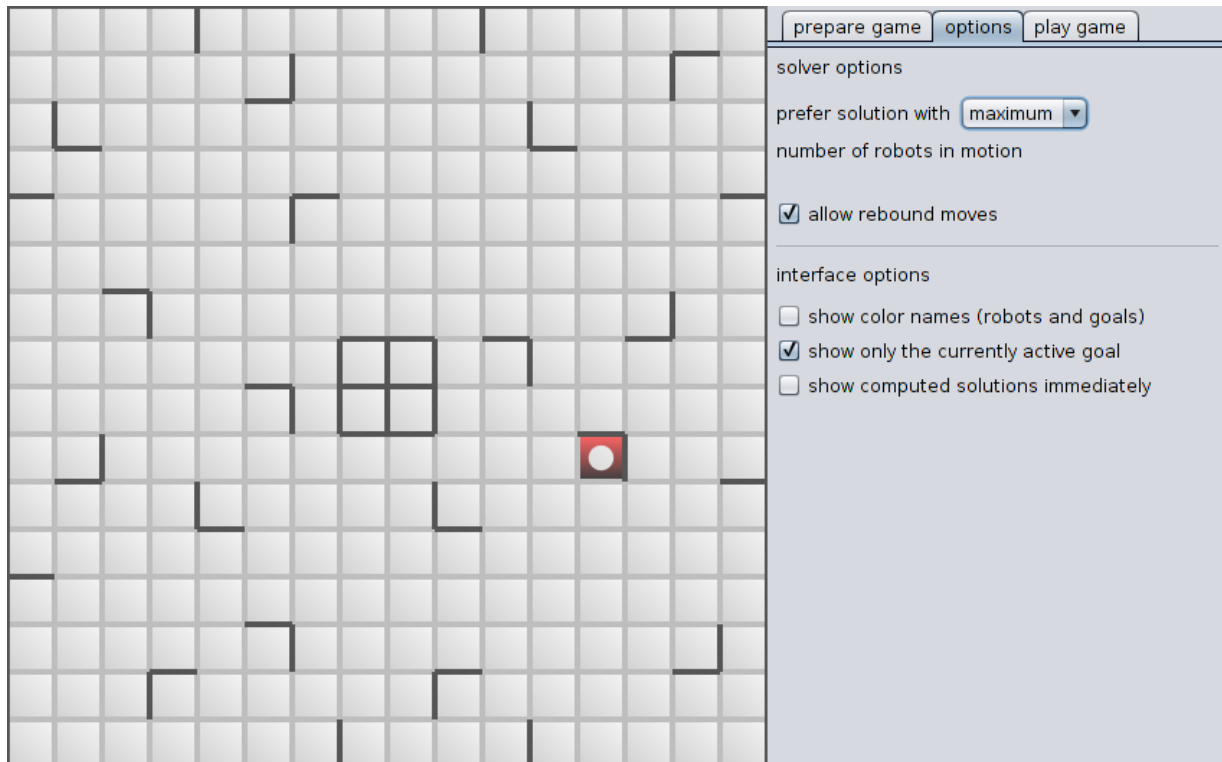 prepare game options play game
solver options
prefer solution with maximum
number of robots in motion
allow rebound moves
interface options
show color names (robots and goals)
show only the currently active goal
show computed solutions immediately